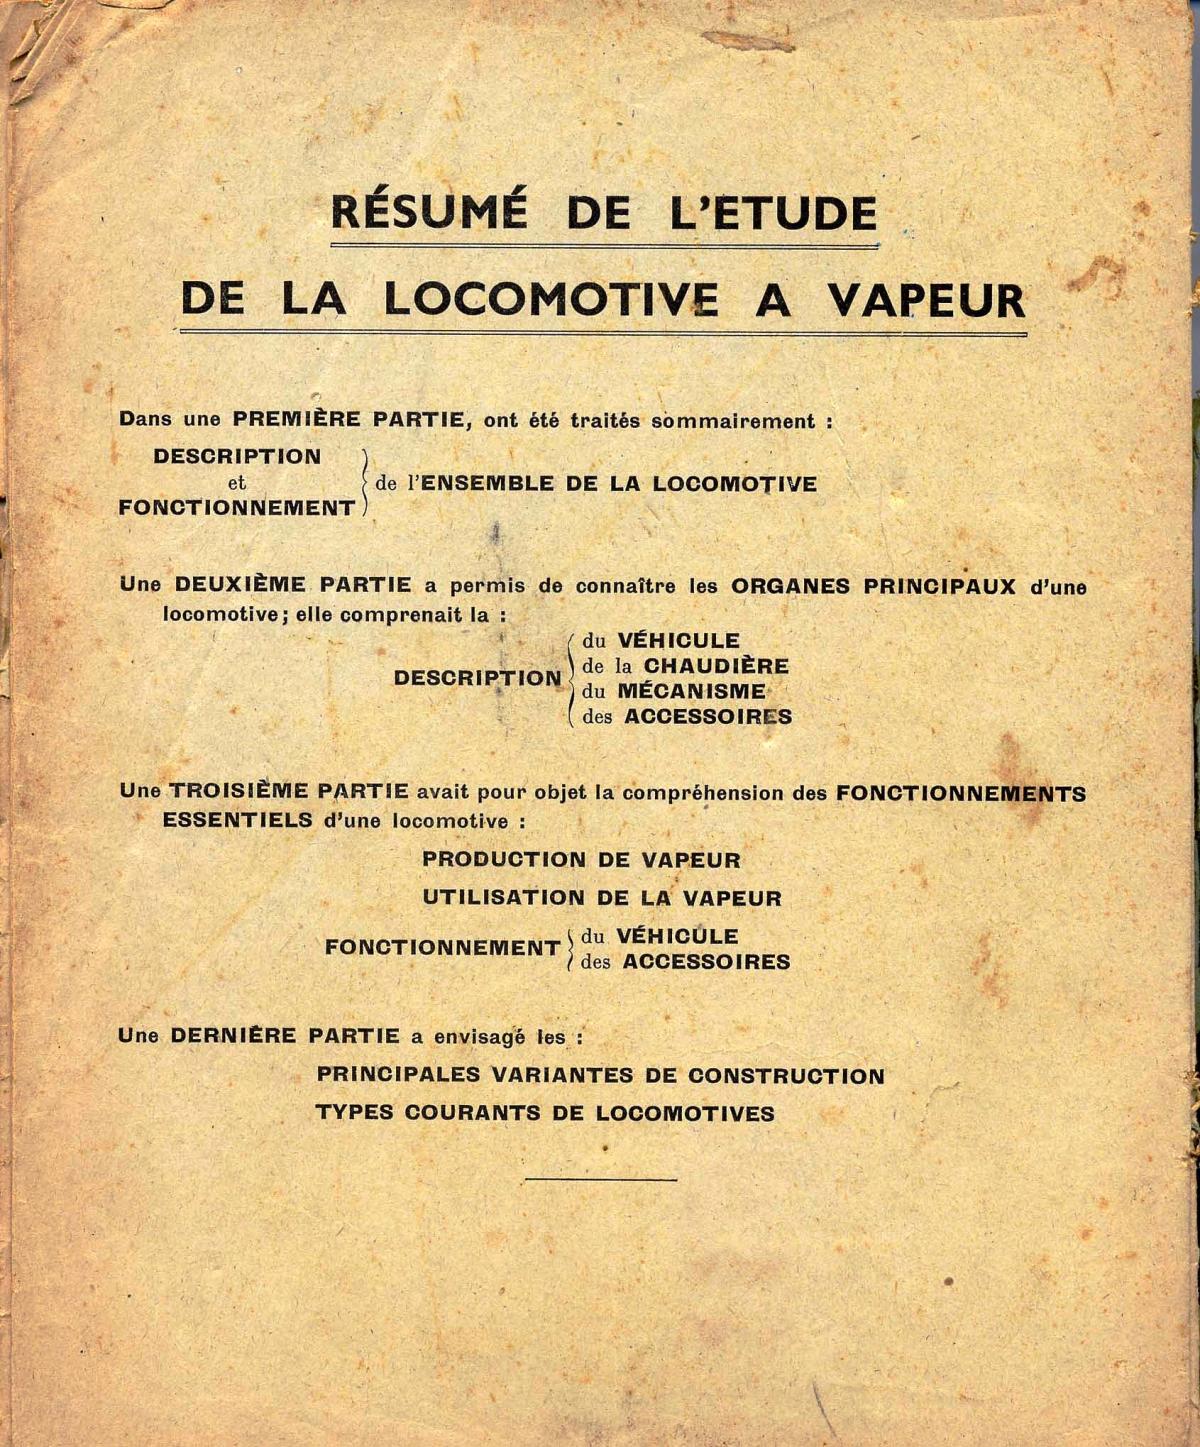 RÉSUMÉ DE L'ETUDE
DE LA LOCOMOTIVE A VAPEUR
Dans une PREMIÈRE PARTIE, ont été traités sommairement :
DESCRIPTION
et
FONCTIONNEMENT
de l'ENSEMBLE DE LA LOCOMOTIVE
Une DEUXIÈME PARTIE a permis de connaître les ORGANES PRINCIPAUX d'une
locomotive; elle comprenait la :
DESCRIPTION
du VÉHICULE
de la CHAUDIÈRE
du MÉCANISME
des ACCESSOIRES
Une TROISIÈME PARTIE avait pour objet la compréhension des FONCTIONNEMENTS
ESSENTIELS d'une locomotive :
PRODUCTION DE VAPEUR
UTILISATION DE LA VAPEUR
FONCTIONNEMENT
du VÉHICULE
des ACCESSOIRES
Une DERNIÈRE PARTIE a envisagé les :
PRINCIPALES VARIANTES DE CONSTRUCTION
TYPES COURANTS DE LOCOMOTIVES